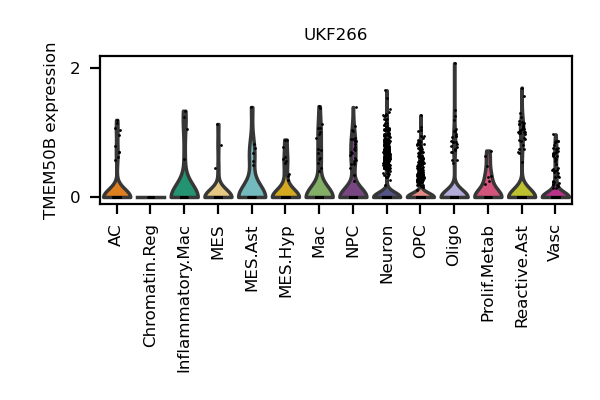 UKF266
TMEM50B expression
2
0
AC
Chromatin.Reg
Inflammatory.Mac
MES
MES.Ast
MES.Hyp
Mac
NPC
Neuron
OPC
Oligo
Prolif.Metab
Reactive.Ast
Vasc